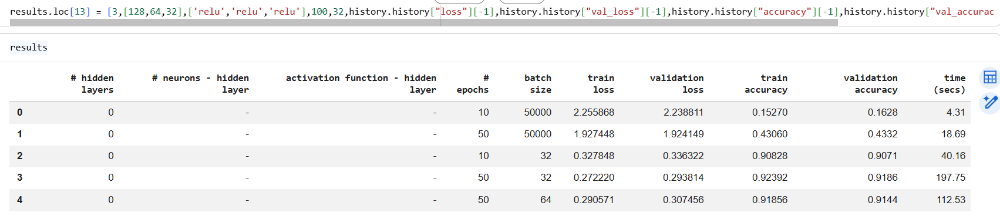 results.loc[13] = [3,[128,64,32],['relu','relu','relu'],100,32,history.history["loss"][-1],history.history["val_loss"][-1],history.history["accuracy"][-1],history.history["val_accurac
results
# hidden layers # neurons - hidden layer activation function - hidden layer # epochs batch size train loss validation loss train accuracy validation accuracy time (secs)
0 0 - - 10 50000 2.255868 2.238811 0.15270 0.1628 4.31
1 0 - - 50 50000 1.927448 1.924149 0.43060 0.4332 18.69
2 0 - - 10 32 0.327848 0.336322 0.90828 0.9071 40.16
3 0 - - 50 32 0.272220 0.293814 0.92392 0.9186 197.75
4 0 - - 50 64 0.290571 0.307456 0.91856 0.9144 112.53